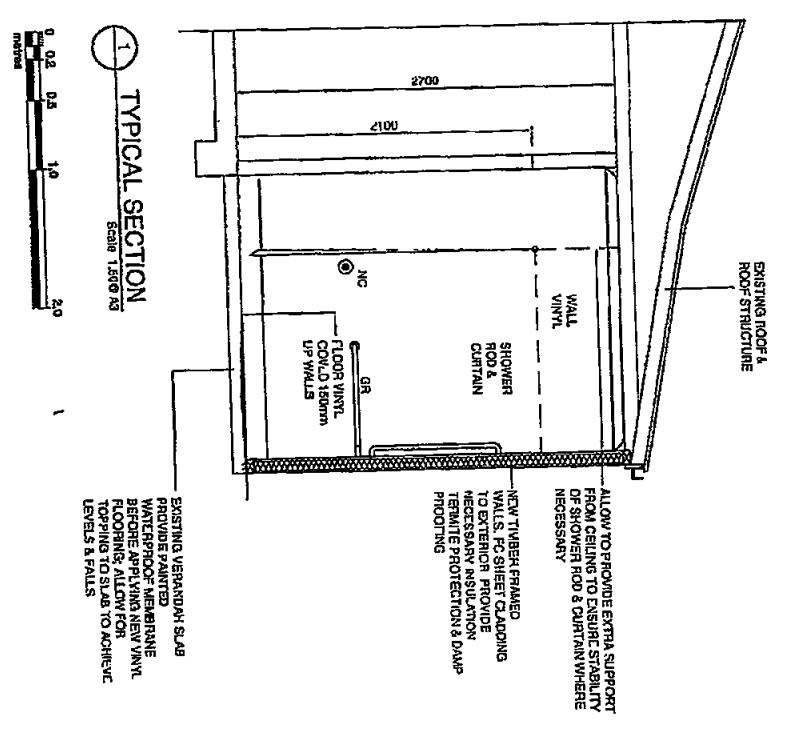 EXISTING ROOF &
ROOF STRUCTURE
ALLOW TO PROVIDE EXTRA SUPPORT
FROM CEILING TO ENSURE STABILITY
OF SHOWER ROD & CURTAIN WHERE
NECESSARY
2700
2100
WALL
VINYL
SHOWER
ROD &
CURTAIN
NC
GR
FLOOR VINYL
COVED 150mm
UP WALLS
NEW TIMBER FRAMED
WALLS, FC SHEET CLADDING
TO EXTERIOR PROVIDE
NECESSARY INSULATION
TERMITE PROTECTION & DAMP
PROOFING
EXISTING VERANDAH SLAB
PROVIDE PAINTED
WATERPROOF MEMBRANE
BEFORE APPLYING NEW VINYL
FLOORING; ALLOW FOR
TOPPING TO SLAB TO ACHIEVE
LEVELS & FALLS
1 TYPICAL SECTION
Scale 1.50@ A3
0 0.2 0.5 1.0 2.0
metres